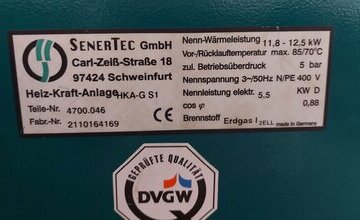 SENERTEC GMBH
Carl-Zeiß-Straße 18
97424 Schweinfurt
Heiz-Kraft-Anlage HKA-G S1
Teile-Nr. 4700.046
Fabr.-Nr. 2110164169
Nenn-Wärmeleistung 11,8 - 12,5 kW
Vor-/Rücklauftemperatur max. 85/70°C
zul. Betriebsüberdruck 5 bar
Nennspannung 3~/50Hz N/PE 400 V
Nennleistung elektr. 5.5 KW D
cos φ 0,88
Brennstoff Erdgas I2ELL made in Germany
CE
GEPRÜFTE QUALITÄT
DVGW